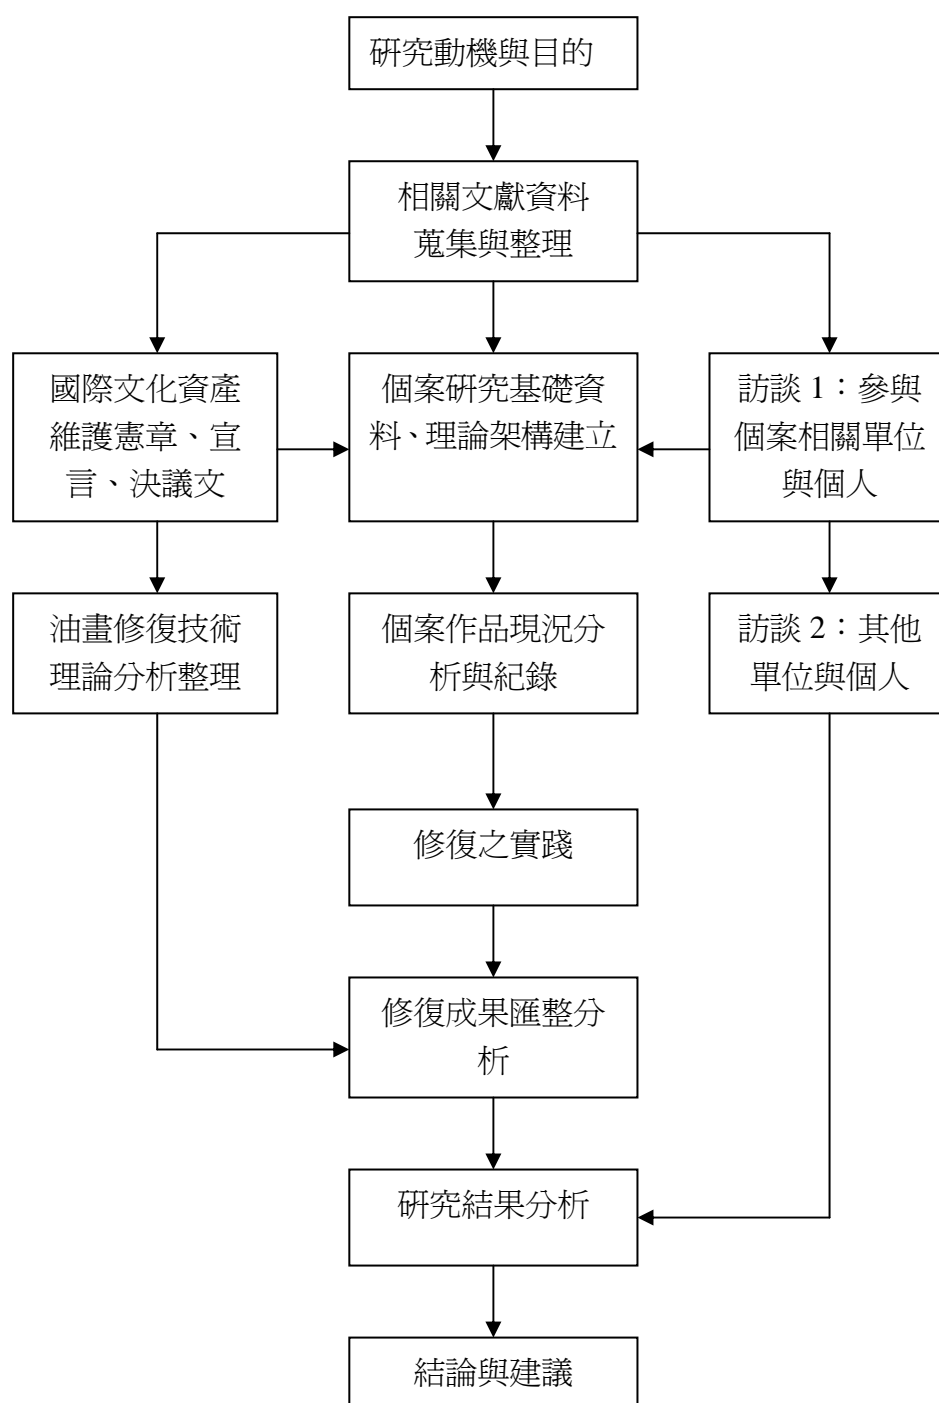 研究動機與目的
相關文獻資料
蒐集與整理
國際文化資產
維護憲章、宣
言、決議文
個案研究基礎資
料、理論架構建立
訪談 1：參與
個案相關單位
與個人
油畫修復技術
理論分析整理
個案作品現況分
析與紀錄
訪談 2：其他
單位與個人
修復之實踐
修復成果匯整分
析
研究結果分析
結論與建議